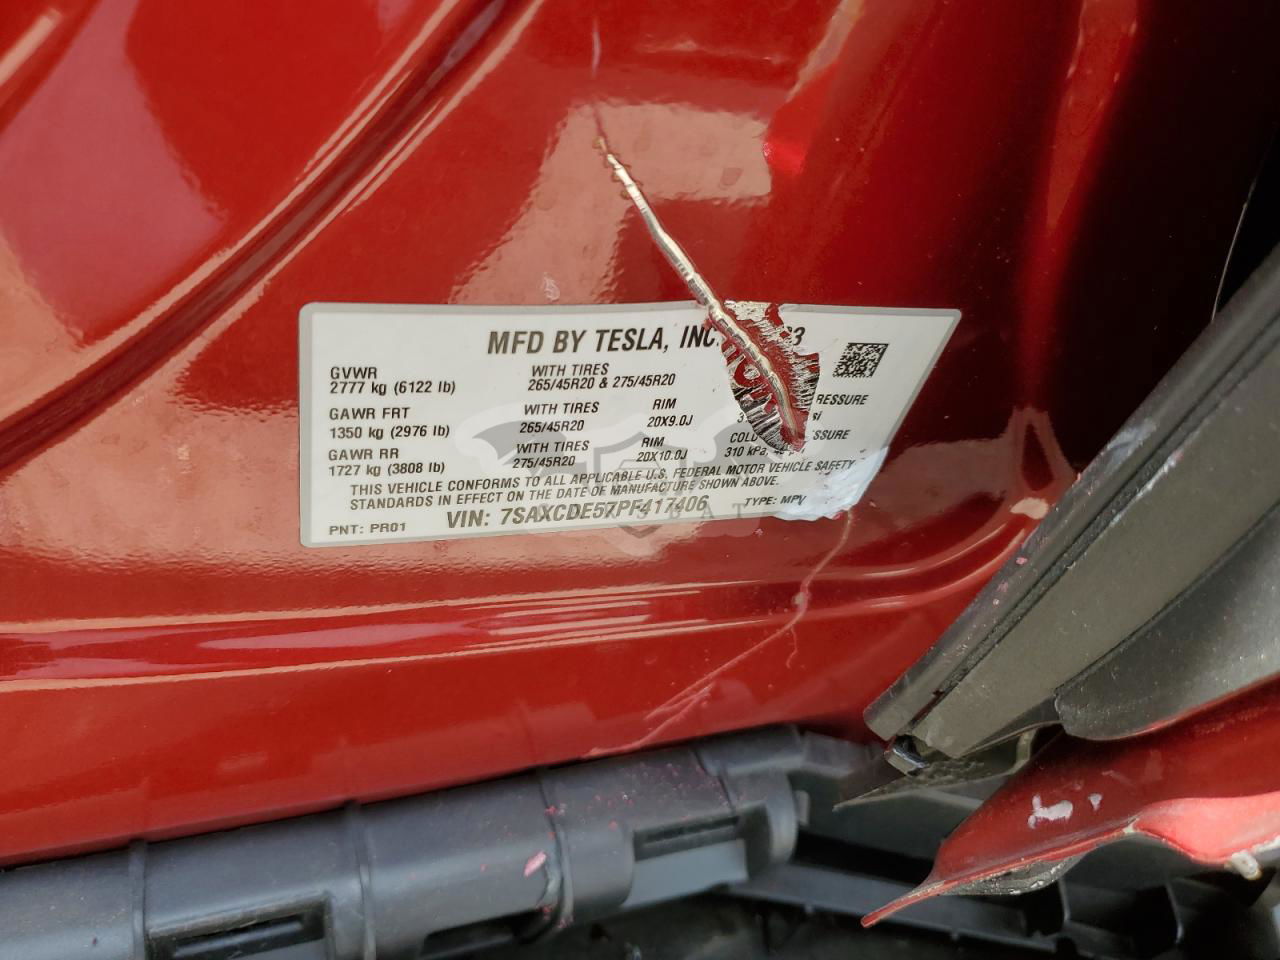 MFD BY TESLA, INC. 3
GVWR
2777 kg (6122 lb)
WITH TIRES
265/45R20 & 275/45R20
GAWR FRT
1350 kg (2976 lb)
WITH TIRES
265/45R20
RIM
20X9.0J
GAWR RR
1727 kg (3808 lb)
WITH TIRES
275/45R20
RIM
20X10.0J
COLD
310 kPa,
THIS VEHICLE CONFORMS TO ALL APPLICABLE U.S. FEDERAL MOTOR VEHICLE SAFETY
STANDARDS IN EFFECT ON THE DATE OF MANUFACTURE SHOWN ABOVE.
PNT: PR01
VIN: 7SAXCDE57PF417406
TYPE: MPV